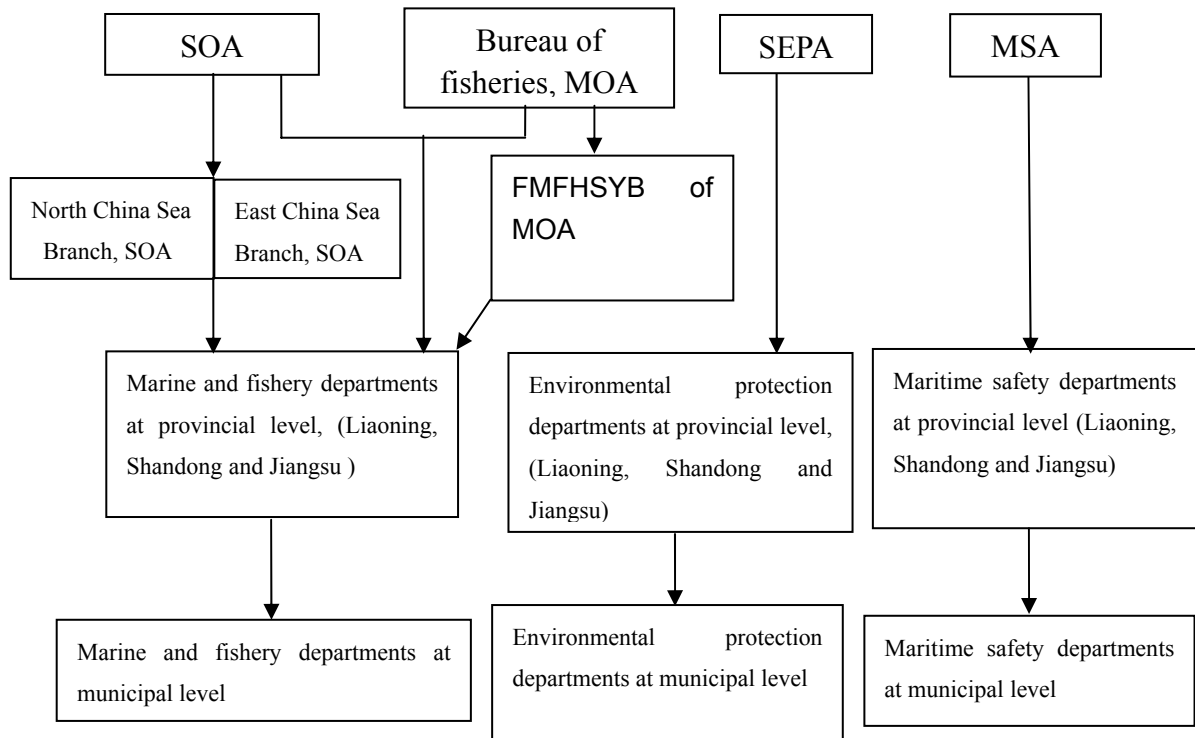 SOA
Bureau of
fisheries, MOA
SEPA
MSA
North China Sea
Branch, SOA
East China Sea
Branch, SOA
FMFHSYB of
MOA
Marine and fishery departments
at provincial level, (Liaoning,
Shandong and Jiangsu )
Environmental protection
departments at provincial level,
(Liaoning, Shandong and
Jiangsu)
Maritime safety departments
at provincial level (Liaoning,
Shandong and Jiangsu)
Marine and fishery departments at
municipal level
Environmental protection
departments at municipal level
Maritime safety departments
at municipal level